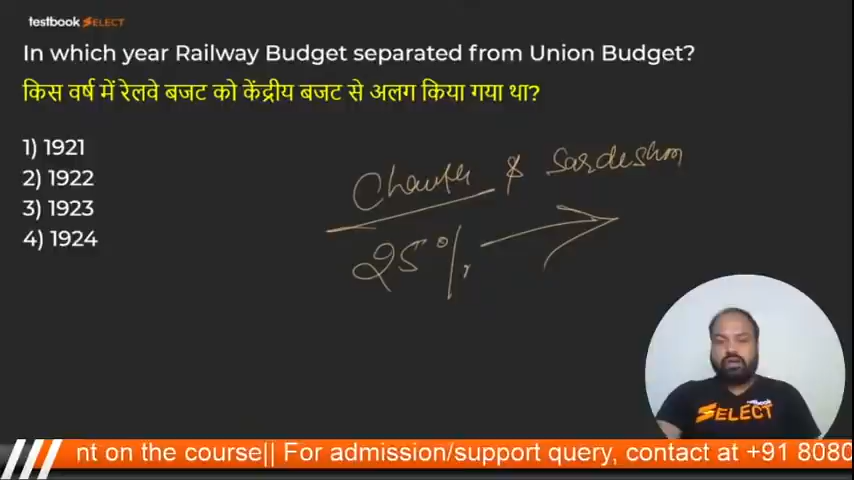 testbook SELECT
In which year Railway Budget separated from Union Budget?
किस वर्ष में रेलवे बजट को केंद्रीय बजट से अलग किया गया था?
1) 1921
2) 1922
3) 1923
4) 1924
Chauth & Sardeshm
25%
testbook
SELECT
nt on the course|| For admission/support query, contact at +91 8080